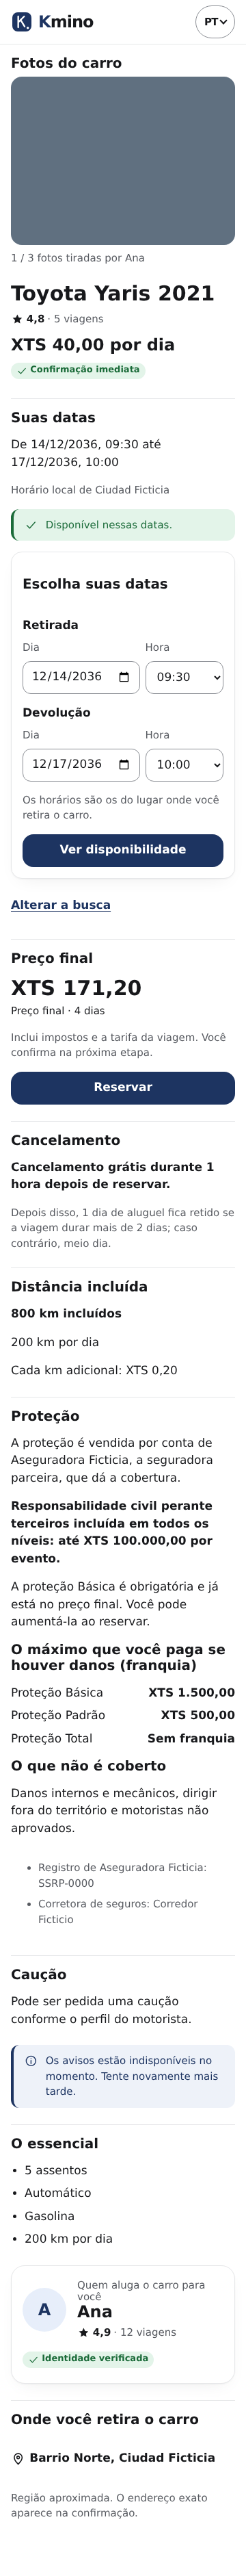 Kmino
PT
Fotos do carro
1 / 3 fotos tiradas por Ana
Toyota Yaris 2021
★ 4,8 · 5 viagens
XTS 40,00 por dia
Confirmação imediata
Suas datas
De 14/12/2036, 09:30 até
17/12/2036, 10:00
Horário local de Ciudad Ficticia
Disponível nessas datas.
Escolha suas datas
Retirada
Dia Hora
12/14/2036 09:30
Devolução
Dia Hora
12/17/2036 10:00
Os horários são os do lugar onde você
retira o carro.
Ver disponibilidade
Alterar a busca
Preço final
XTS 171,20
Preço final · 4 dias
Inclui impostos e a tarifa da viagem. Você
confirma na próxima etapa.
Reservar
Cancelamento
Cancelamento grátis durante 1
hora depois de reservar.
Depois disso, 1 dia de aluguel fica retido se
a viagem durar mais de 2 dias; caso
contrário, meio dia.
Distância incluída
800 km incluídos
200 km por dia
Cada km adicional: XTS 0,20
Proteção
A proteção é vendida por conta de
Aseguradora Ficticia, a seguradora
parceira, que dá a cobertura.
Responsabilidade civil perante
terceiros incluída em todos os
níveis: até XTS 100.000,00 por
evento.
A proteção Básica é obrigatória e já
está no preço final. Você pode
aumentá-la ao reservar.
O máximo que você paga se
houver danos (franquia)
Proteção Básica XTS 1.500,00
Proteção Padrão XTS 500,00
Proteção Total Sem franquia
O que não é coberto
Danos internos e mecânicos, dirigir
fora do território e motoristas não
aprovados.
• Registro de Aseguradora Ficticia:
SSRP-0000
• Corretora de seguros: Corredor
Ficticio
Caução
Pode ser pedida uma caução
conforme o perfil do motorista.
Os avisos estão indisponíveis no
momento. Tente novamente mais
tarde.
O essencial
• 5 assentos
• Automático
• Gasolina
• 200 km por dia
Quem aluga o carro para
você
A
Ana
★ 4,9 · 12 viagens
Identidade verificada
Onde você retira o carro
Barrio Norte, Ciudad Ficticia
Região aproximada. O endereço exato
aparece na confirmação.